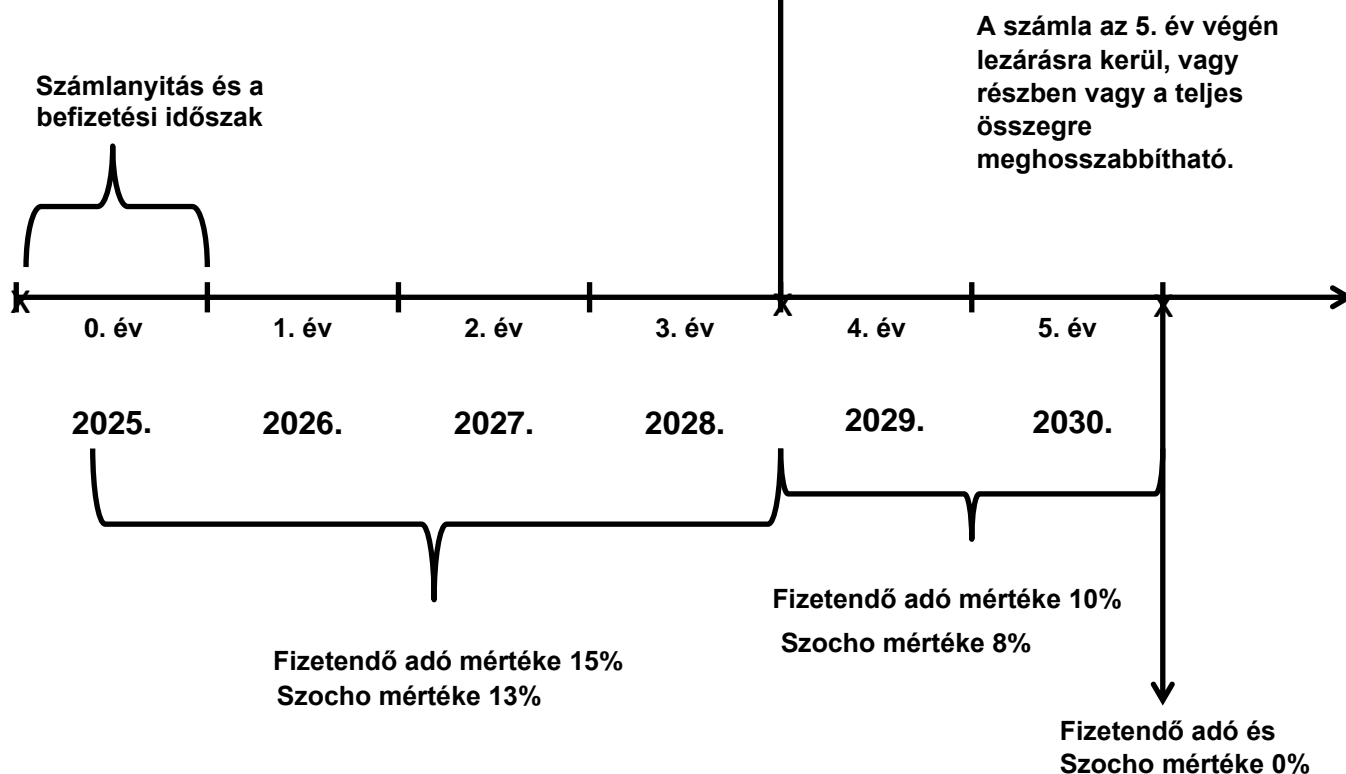 A számla az 5. év végén
lezárásra kerül, vagy
részben vagy a teljes
összegre
meghosszabbítható.
Számlanyitás és a
befizetési időszak
X X X
0. év 1. év 2. év 3. év 4. év 5. év
2025. 2026. 2027. 2028. 2029. 2030.
Fizetendő adó mértéke 10%
Szocho mértéke 8%
Fizetendő adó mértéke 15%
Szocho mértéke 13%
Fizetendő adó és
Szocho mértéke 0%